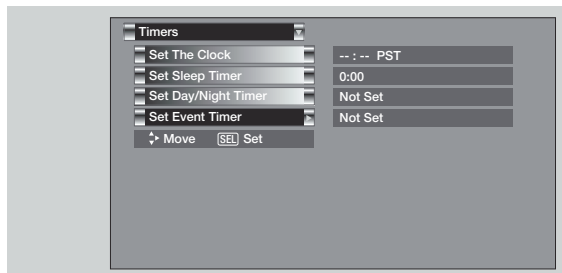 Timers
Set The Clock -- : -- PST
Set Sleep Timer 0:00
Set Day/Night Timer Not Set
Set Event Timer Not Set
Move SEL Set